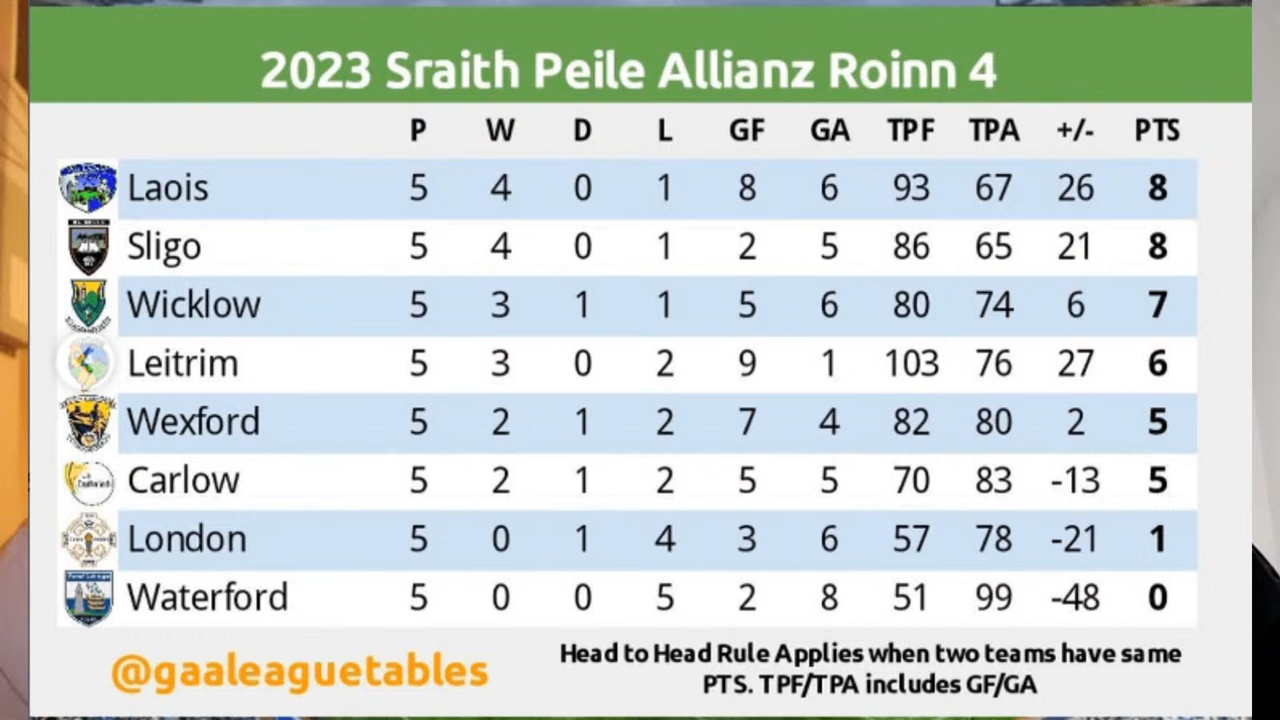 2023 Sraith Peile Allianz Roinn 4
P W D L GF GA TPF TPA +/- PTS
Laois 5 4 0 1 8 6 93 67 26 8
Sligo 5 4 0 1 2 5 86 65 21 8
Wicklow 5 3 1 1 5 6 80 74 6 7
Leitrim 5 3 0 2 9 1 103 76 27 6
Wexford 5 2 1 2 7 4 82 80 2 5
Carlow 5 2 1 2 5 5 70 83 -13 5
London 5 0 1 4 3 6 57 78 -21 1
Waterford 5 0 0 5 2 8 51 99 -48 0
@gaaleaguetables
Head to Head Rule Applies when two teams have same
PTS. TPF/TPA includes GF/GA